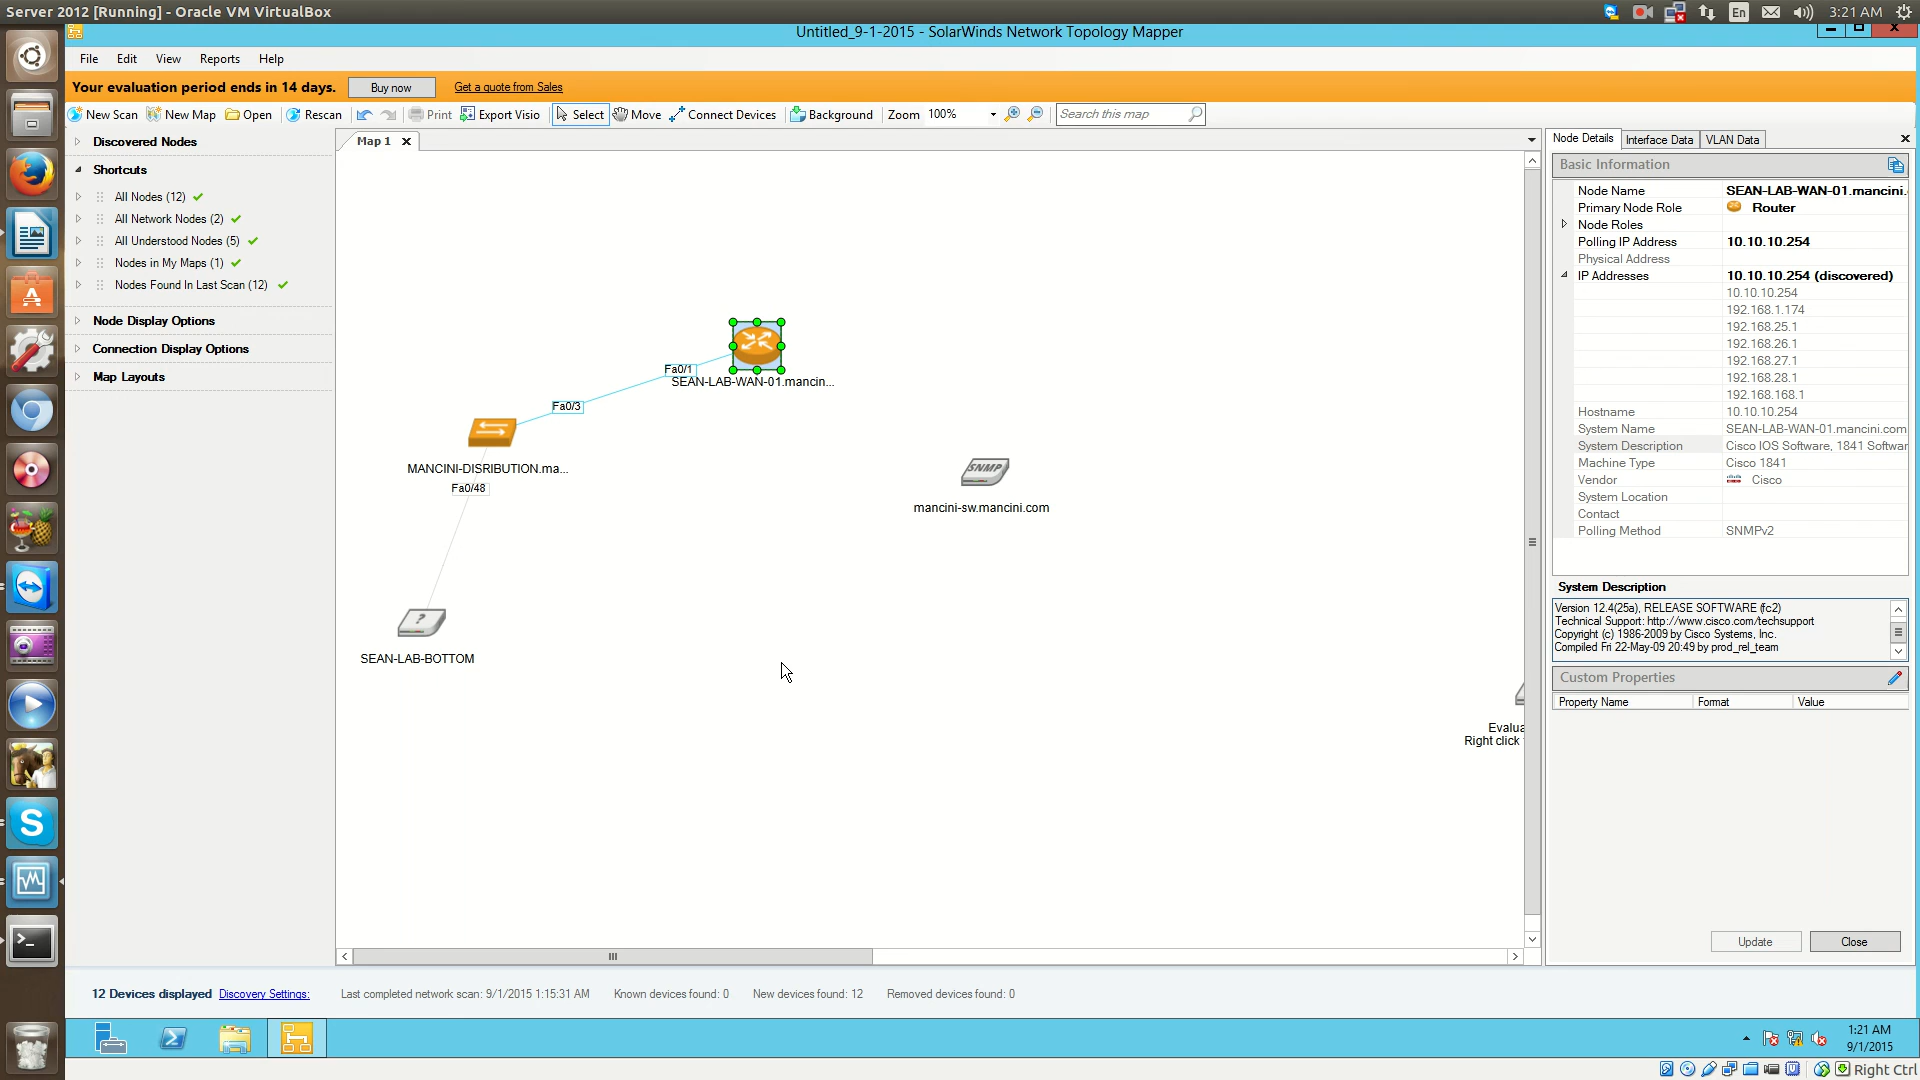 Server 2012 [Running] - Oracle VM VirtualBox
En
3:21 AM
Untitled_9-1-2015 - SolarWinds Network Topology Mapper
File Edit View Reports Help
Your evaluation period ends in 14 days. Buy now Get a quote from Sales
New Scan New Map Open Rescan Print Export Visio Select Move Connect Devices Background Zoom 100% Search this map
Discovered Nodes
Shortcuts
All Nodes (12)
All Network Nodes (2)
All Understood Nodes (5)
Nodes in My Maps (1)
Nodes Found In Last Scan (12)
Node Display Options
Connection Display Options
Map Layouts
Map 1
Fa0/1
SEAN-LAB-WAN-01.mancin...
Fa0/3
MANCINI-DISRIBUTION.ma...
Fa0/48
SNMP
mancini-sw.mancini.com
?
SEAN-LAB-BOTTOM
Evalua
Right click
Node Details Interface Data VLAN Data
Basic Information
Node Name SEAN-LAB-WAN-01.mancini.
Primary Node Role Router
Node Roles
Polling IP Address 10.10.10.254
Physical Address
IP Addresses 10.10.10.254 (discovered)
10.10.10.254
192.168.1.174
192.168.25.1
192.168.26.1
192.168.27.1
192.168.28.1
192.168.168.1
Hostname 10.10.10.254
System Name SEAN-LAB-WAN-01.mancini.com
System Description Cisco IOS Software, 1841 Softwar
Machine Type Cisco 1841
Vendor Cisco
System Location
Contact
Polling Method SNMPv2
System Description
Version 12.4(25a), RELEASE SOFTWARE (fc2)
Technical Support: http://www.cisco.com/techsupport
Copyright (c) 1986-2009 by Cisco Systems, Inc.
Compiled Fri 22-May-09 20:49 by prod_rel_team
Custom Properties
Property Name Format Value
Update Close
12 Devices displayed Discovery Settings: Last completed network scan: 9/1/2015 1:15:31 AM Known devices found: 0 New devices found: 12 Removed devices found: 0
1:21 AM
9/1/2015
Right Ctrl